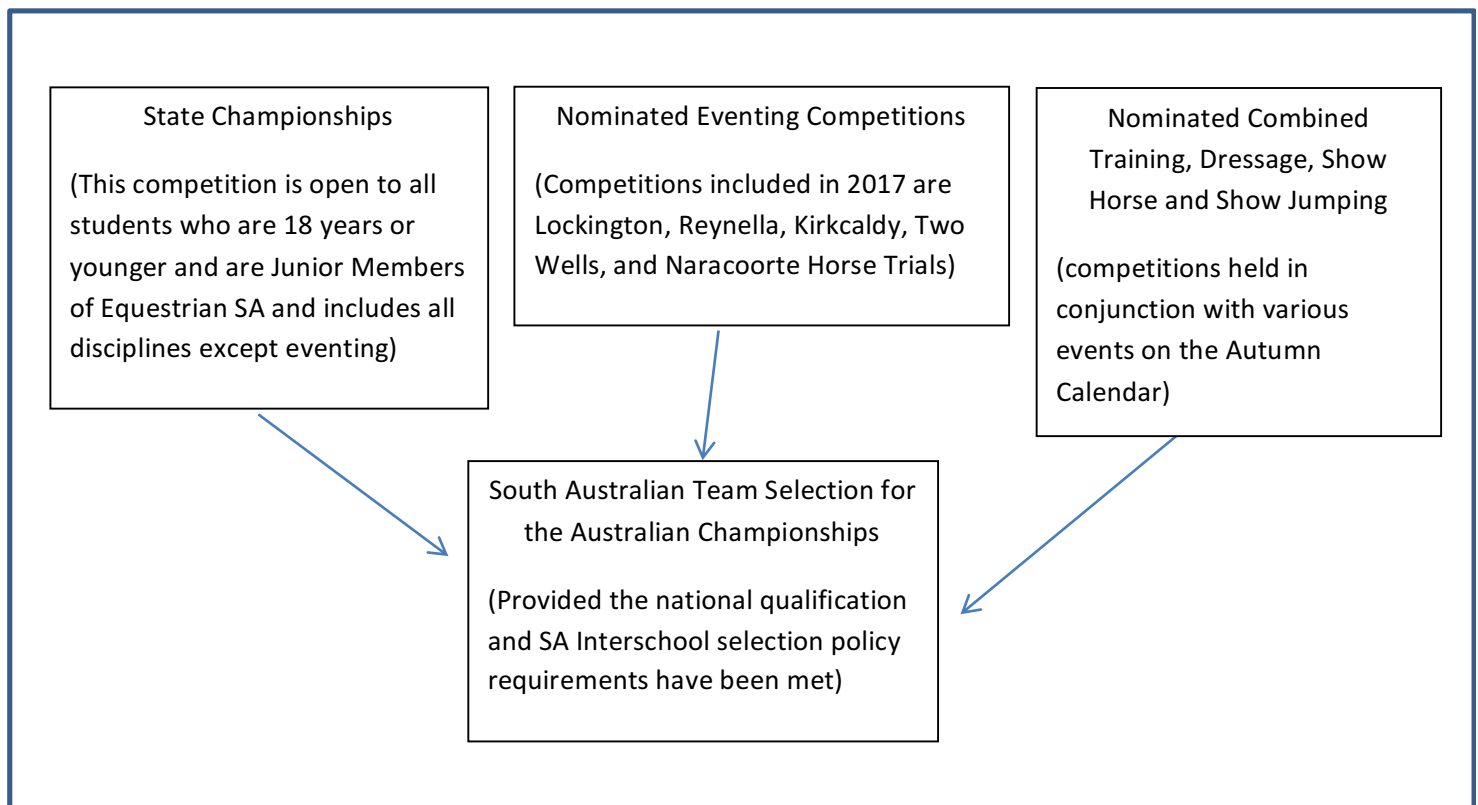 State Championships
(This competition is open to all
students who are 18 years or
younger and are Junior Members
of Equestrian SA and includes all
disciplines except eventing)
Nominated Eventing Competitions
(Competitions included in 2017 are
Lockington, Reynella, Kirkcaldy, Two
Wells, and Naracoorte Horse Trials)
Nominated Combined
Training, Dressage, Show
Horse and Show Jumping
(competitions held in
conjunction with various
events on the Autumn
Calendar)
South Australian Team Selection for
the Australian Championships
(Provided the national qualification
and SA Interschool selection policy
requirements have been met)